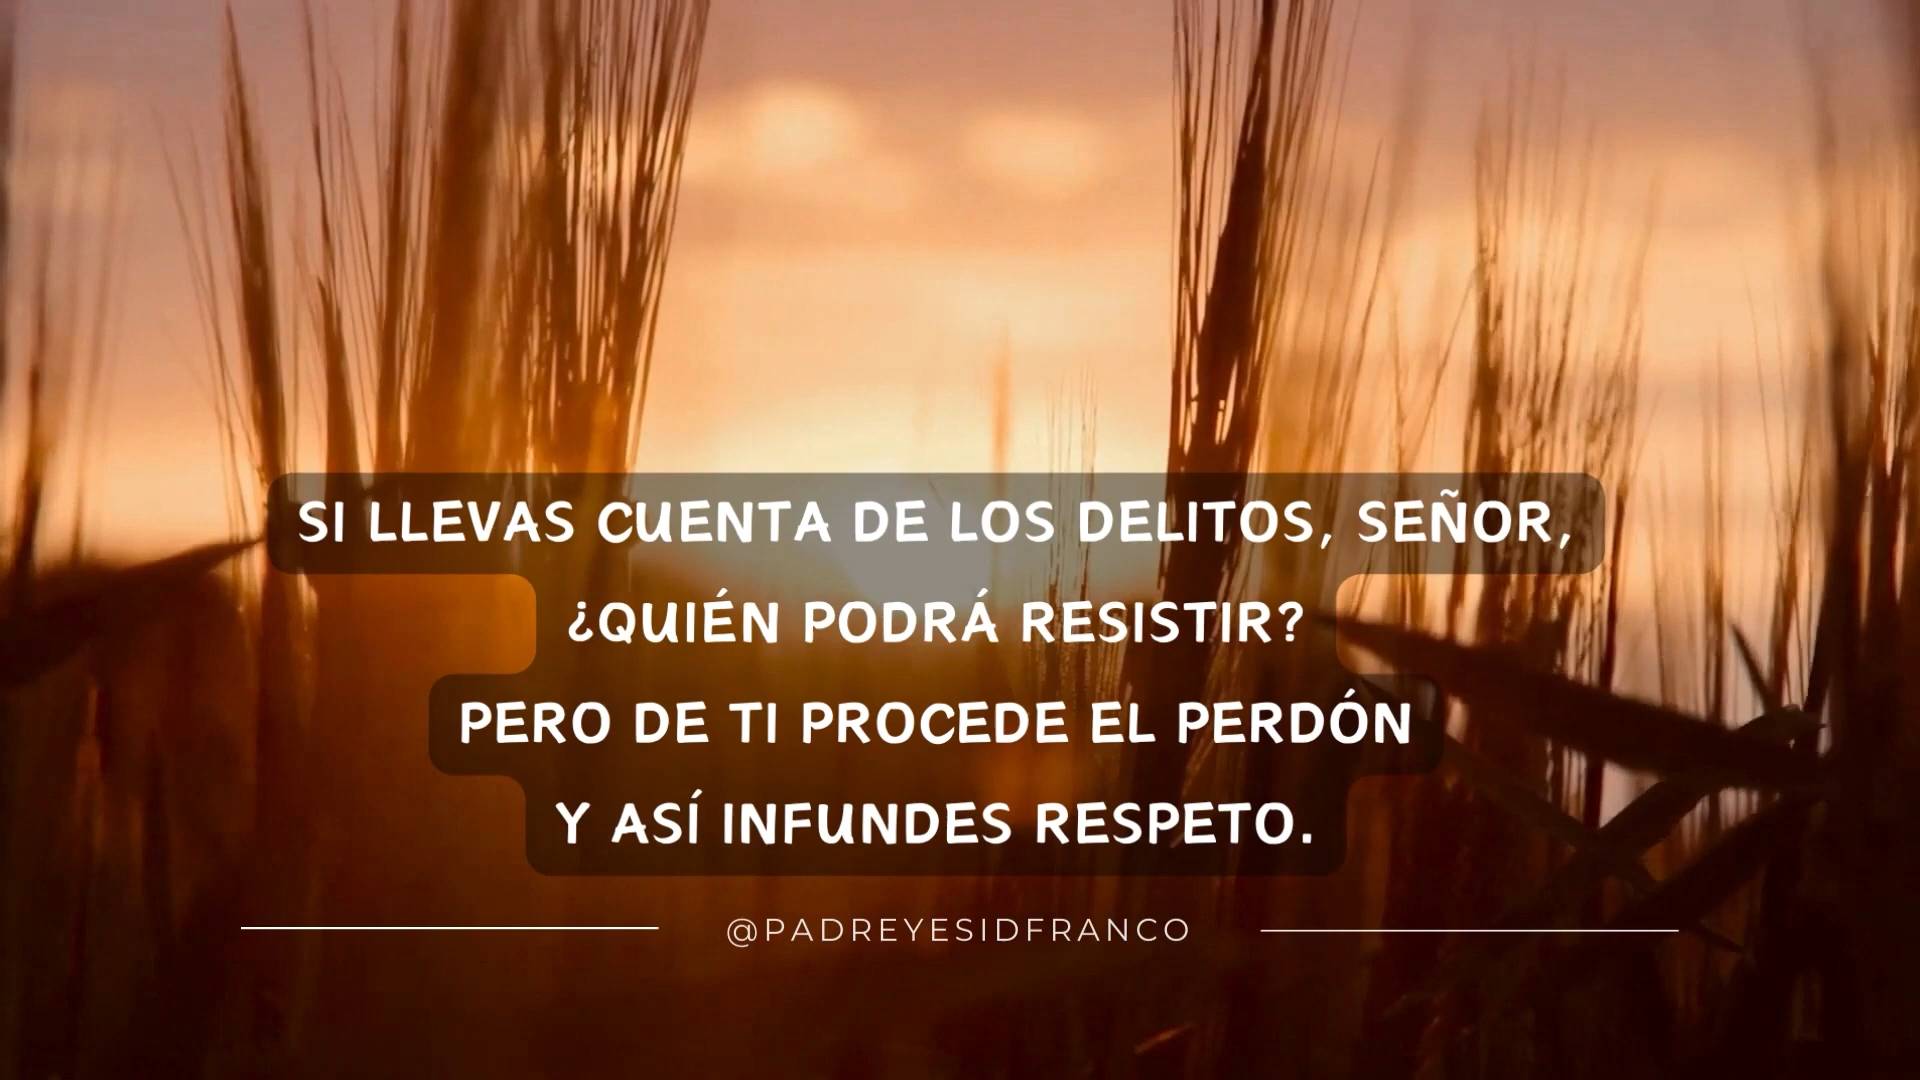 SI LLEVAS CUENTA DE LOS DELITOS, SEÑOR,
¿QUIÉN PODRÁ RESISTIR?
PERO DE TI PROCEDE EL PERDÓN
Y ASÍ INFUNDES RESPETO.
@PADREYESIDFRANCO